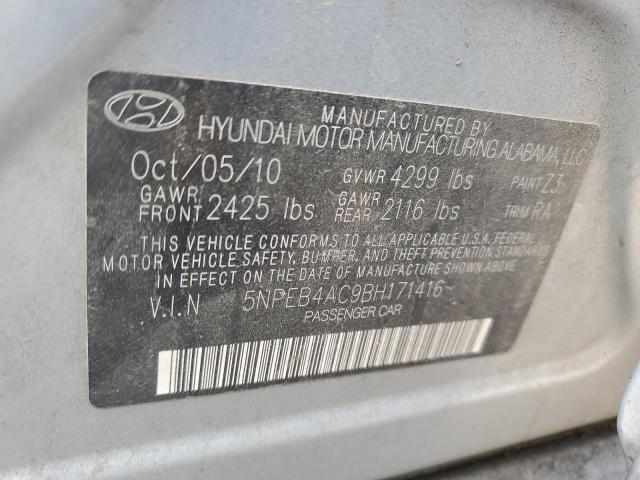 MANUFACTURED BY
HYUNDAI MOTOR MANUFACTURING ALABAMA, LLC
Oct/05/10 GVWR 4299 lbs PAINT Z3
GAWR FRONT 2425 lbs GAWR REAR 2116 lbs TRIM RA
THIS VEHICLE CONFORMS TO ALL APPLICABLE U.S.A. FEDERAL
MOTOR VEHICLE SAFETY, BUMPER, AND THEFT PREVENTION STANDARDS
IN EFFECT ON THE DATE OF MANUFACTURE SHOWN ABOVE.
V.I.N 5NPEB4AC9BH171416
PASSENGER CAR